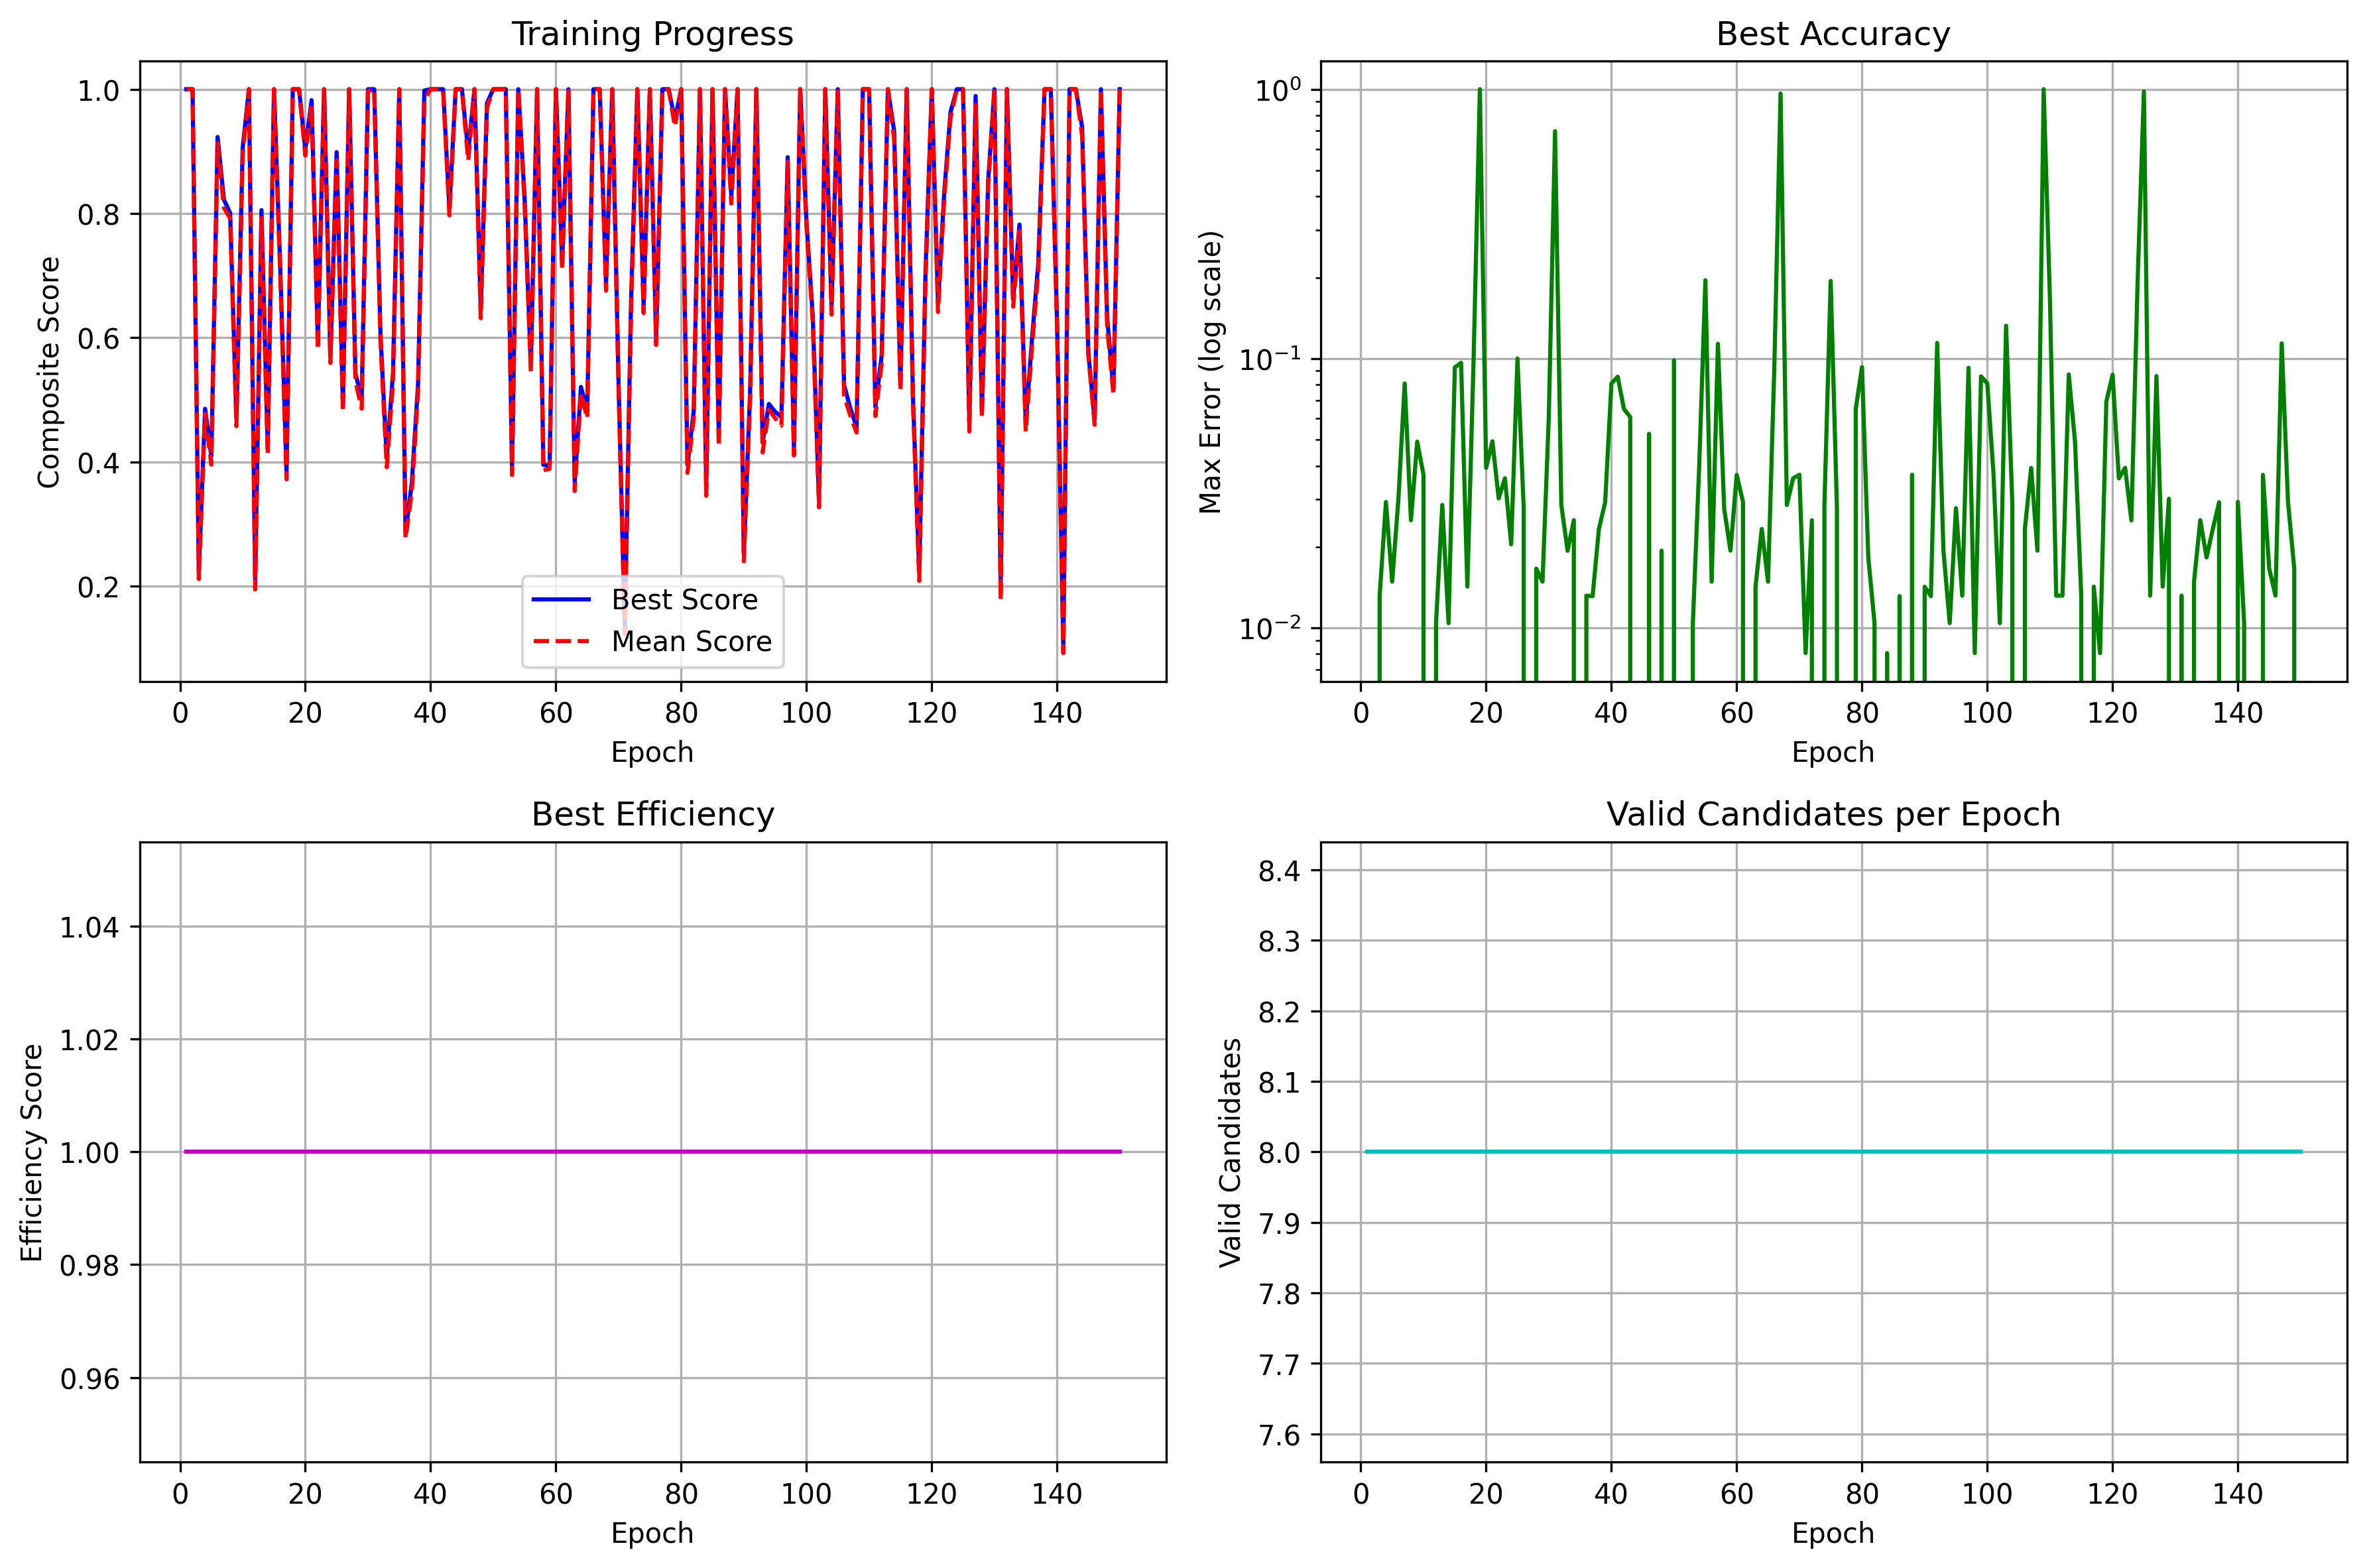 Training Progress
Composite Score
1.0
0.8
0.6
0.4
0.2
Best Score
Mean Score
0 20 40 60 80 100 120 140
Epoch
Best Accuracy
Max Error (log scale)
10⁰
10⁻¹
10⁻²
0 20 40 60 80 100 120 140
Epoch
Best Efficiency
Efficiency Score
1.04
1.02
1.00
0.98
0.96
0 20 40 60 80 100 120 140
Epoch
Valid Candidates per Epoch
Valid Candidates
8.4
8.3
8.2
8.1
8.0
7.9
7.8
7.7
7.6
0 20 40 60 80 100 120 140
Epoch